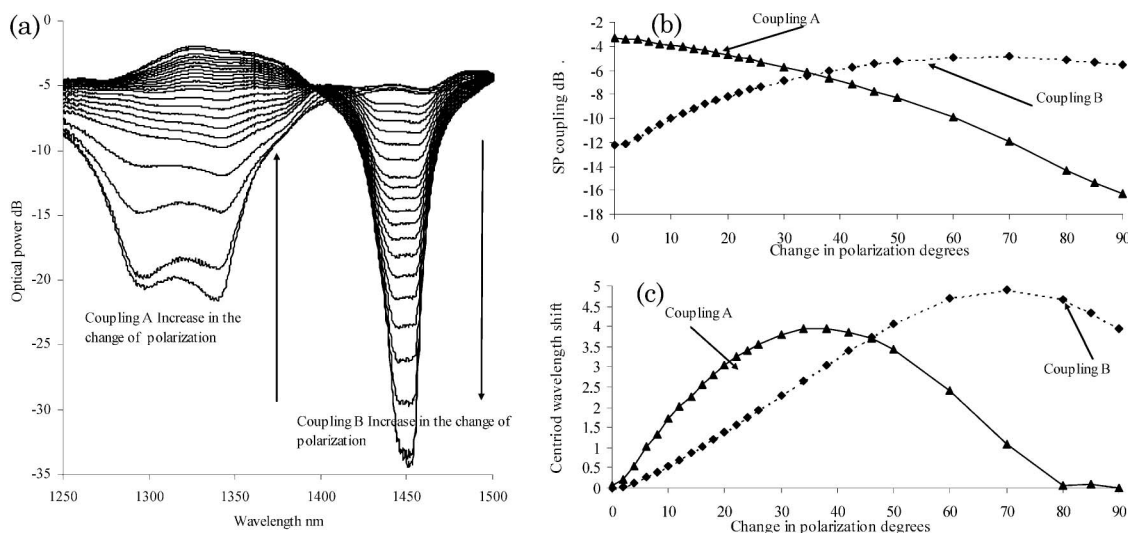 (a)
0
-5
-10
-15
-20
-25
-30
-35
Optical power dB
1250
1300
1350
1400
1450
1500
Wavelength nm
Coupling A Increase in the
change of polarization
Coupling B Increase in the change of
polarization
(b)
-2
-4
-6
-8
-10
-12
-14
-16
-18
SP coupling dB .
Coupling A
Coupling B
0 10 20 30 40 50 60 70 80 90
Change in polarization degrees
(c)
5
4.5
4
3.5
3
2.5
2
1.5
1
0.5
0
Centriod wavelength shift
Coupling A
Coupling B
0 10 20 30 40 50 60 70 80 90
Change in polarization degrees